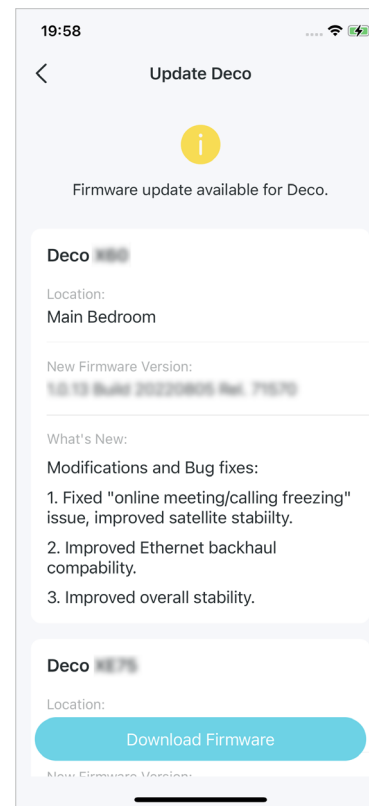 19:58
Update Deco
i
Firmware update available for Deco.
Deco
Location:
Main Bedroom
New Firmware Version:
What's New:
Modifications and Bug fixes:
1. Fixed "online meeting/calling freezing"
issue, improved satellite stabiilty.
2. Improved Ethernet backhaul
compability.
3. Improved overall stability.
Deco
Location:
Download Firmware
New Firmware Version: